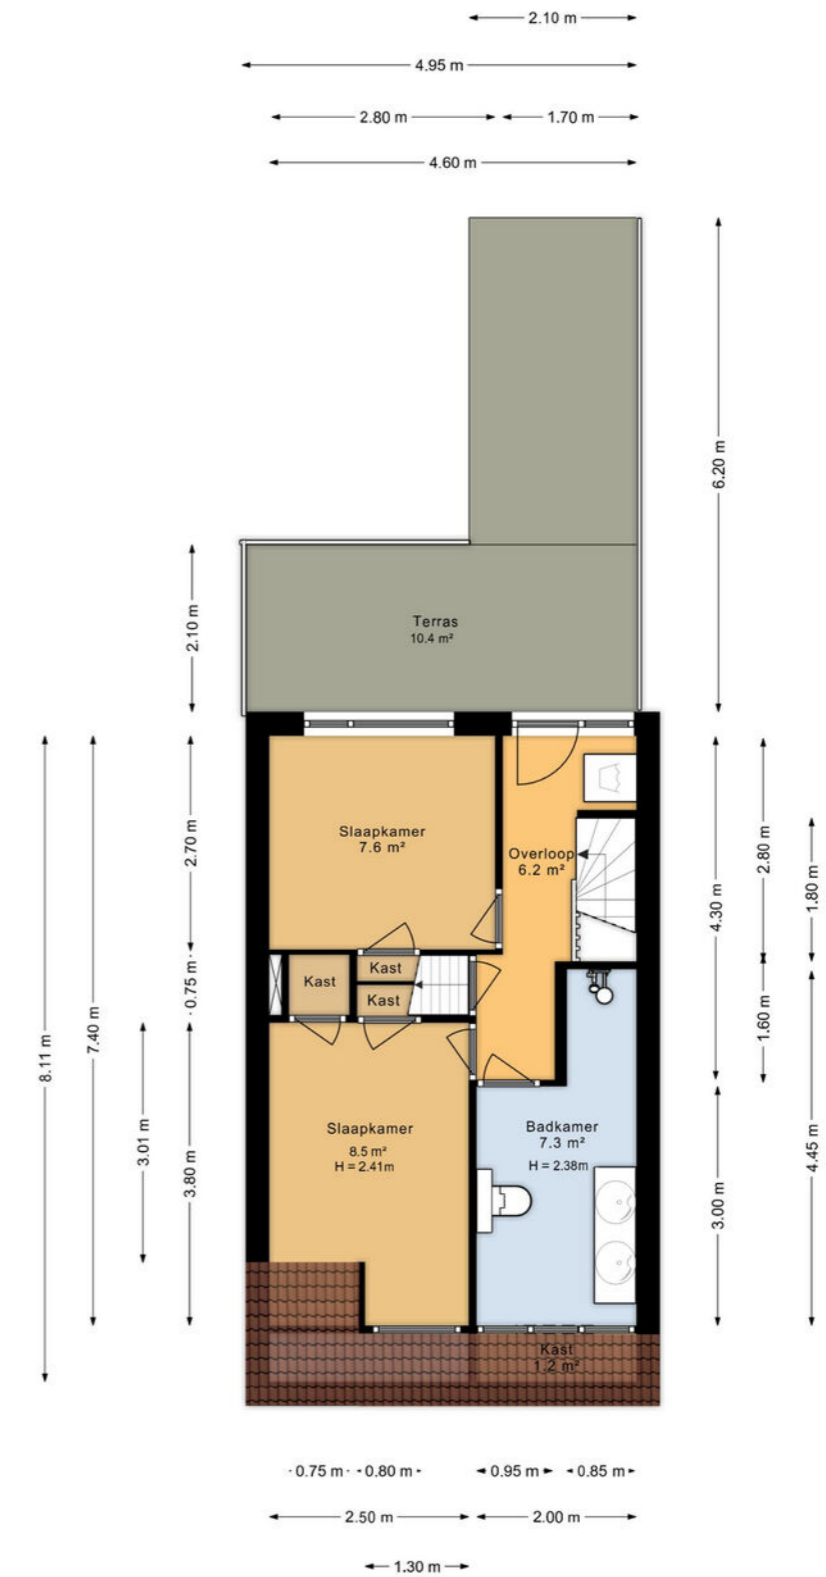 2.10 m
4.95 m
2.80 m
1.70 m
4.60 m
6.20 m
2.10 m
Terras
10.4 m²
Slaapkamer
7.6 m²
Overloop
6.2 m²
2.70 m
2.80 m
1.80 m
4.30 m
0.75 m
Kast
Kast
Kast
1.60 m
8.11 m
7.40 m
3.01 m
3.80 m
Slaapkamer
8.5 m²
H = 2.41m
Badkamer
7.3 m²
H = 2.38m
3.00 m
4.45 m
Kast
1.2 m²
0.75 m
0.80 m
0.95 m
0.85 m
2.50 m
2.00 m
1.30 m